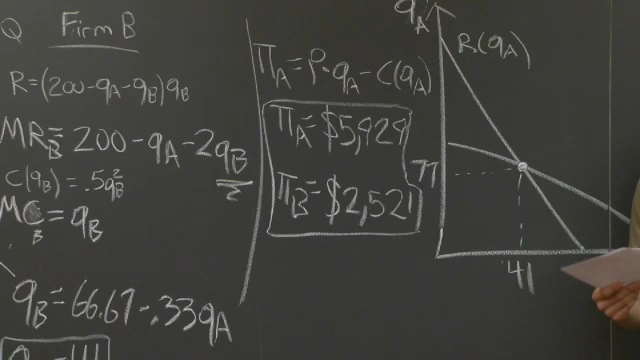 Q Firm B
R=(200-qA-qB)qB
MRB=200-qA-2qB
C(qB)=.5qB²
MCB=qB
qB=66.67-.33qA
ΠA=P·qA-C(qA)
ΠA=$5,929
ΠB=$2,521
qA
R(qA)
77
41